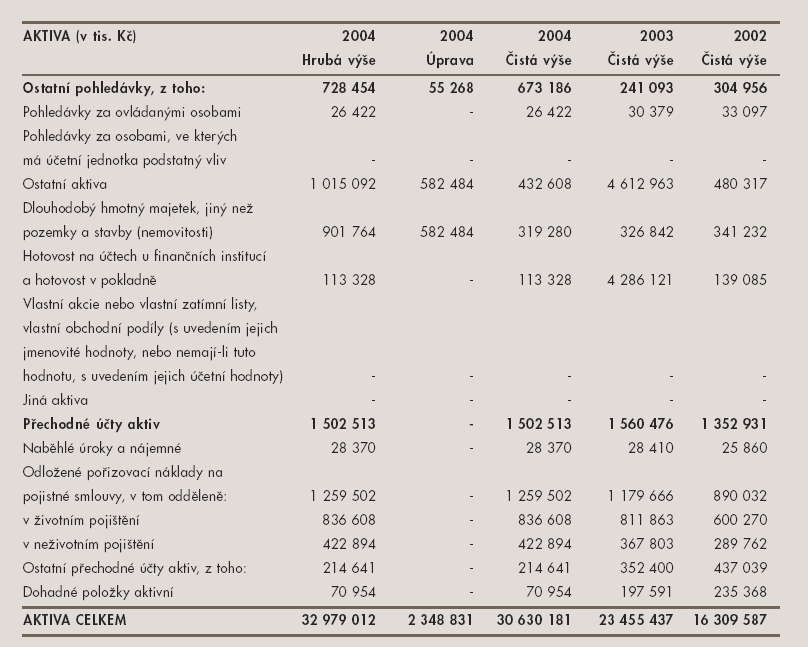 AKTIVA (v tis. Kč) 2004 2004 2004 2003 2002
Hrubá výše Úprava Čistá výše Čistá výše Čistá výše
Ostatní pohledávky, z toho: 728 454 55 268 673 186 241 093 304 956
Pohledávky za ovládanými osobami 26 422 - 26 422 30 379 33 097
Pohledávky za osobami, ve kterých
má účetní jednotka podstatný vliv - - - - -
Ostatní aktiva 1 015 092 582 484 432 608 4 612 963 480 317
Dlouhodobý hmotný majetek, jiný než
pozemky a stavby (nemovitosti) 901 764 582 484 319 280 326 842 341 232
Hotovost na účtech u finančních institucí
a hotovost v pokladně 113 328 - 113 328 4 286 121 139 085
Vlastní akcie nebo vlastní zatímní listy,
vlastní obchodní podíly (s uvedením jejich
jmenovité hodnoty, nebo nemají-li tuto
hodnotu, s uvedením jejich účetní hodnoty) - - - - -
Jiná aktiva - - - - -
Přechodné účty aktiv 1 502 513 - 1 502 513 1 560 476 1 352 931
Naběhlé úroky a nájemné 28 370 - 28 370 28 410 25 860
Odložené pořizovací náklady na
pojistné smlouvy, v tom odděleně: 1 259 502 - 1 259 502 1 179 666 890 032
v životním pojištění 836 608 - 836 608 811 863 600 270
v neživotním pojištění 422 894 - 422 894 367 803 289 762
Ostatní přechodné účty aktiv, z toho: 214 641 - 214 641 352 400 437 039
Dohadné položky aktivní 70 954 - 70 954 197 591 235 368
AKTIVA CELKEM 32 979 012 2 348 831 30 630 181 23 455 437 16 309 587